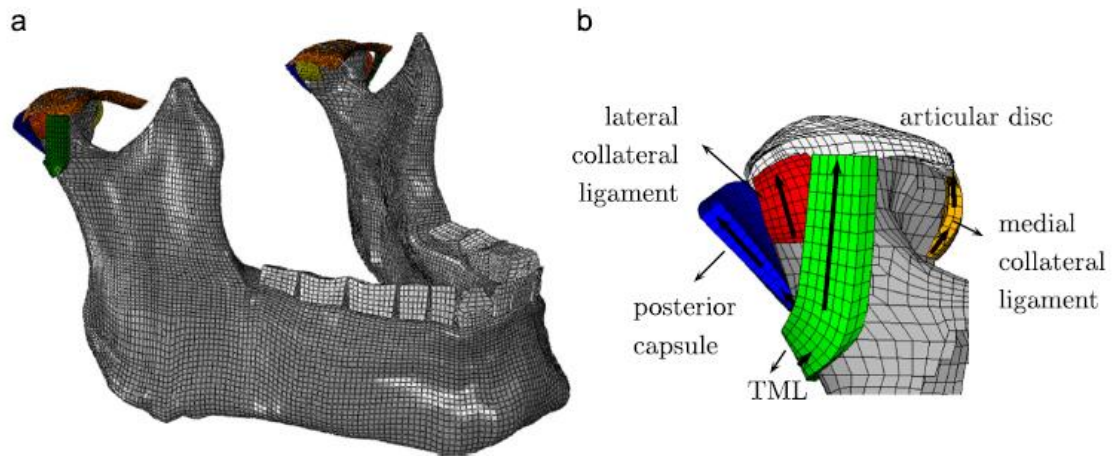 a
b
lateral
collateral
ligament
articular disc
medial
collateral
ligament
posterior
capsule
TML